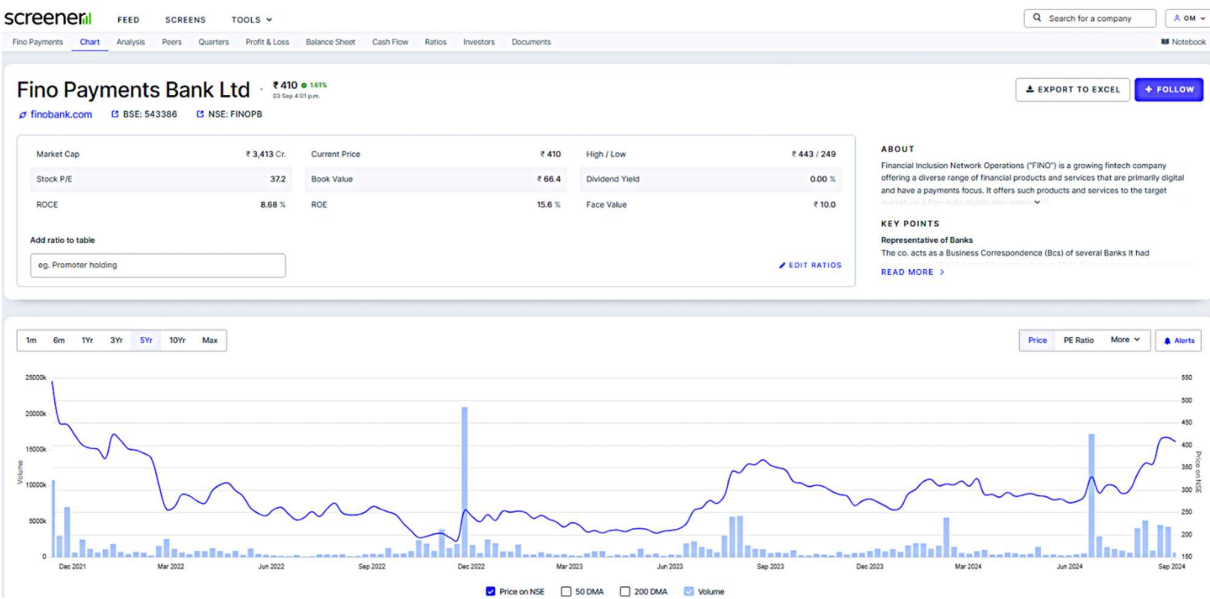 screener
FEED SCREENS TOOLS
Search for a company
OM
Fino Payments Chart Analysis Peers Quarters Profit & Loss Balance Sheet Cash Flow Ratios Investors Documents
Notebook
Fino Payments Bank Ltd · ₹ 410 1.61%
03 Sep 4:01 p.m.
EXPORT TO EXCEL
+ FOLLOW
finobank.com BSE: 543386 NSE: FINOPB
Market Cap ₹ 3,413 Cr. Current Price ₹ 410 High / Low ₹ 443 / 249
Stock P/E 37.2 Book Value ₹ 66.4 Dividend Yield 0.00 %
ROCE 8.68 % ROE 15.6 % Face Value ₹ 10.0
Add ratio to table
eg. Promoter holding
EDIT RATIOS
ABOUT
Financial Inclusion Network Operations ("FINO") is a growing fintech company
offering a diverse range of financial products and services that are primarily digital
and have a payments focus. It offers such products and services to the target
KEY POINTS
Representative of Banks
The co. acts as a Business Correspondence (Bcs) of several Banks It had
READ MORE
1m 6m 1Yr 3Yr 5Yr 10Yr Max
Price PE Ratio More
Alerts
25000k
20000k
15000k
10000k
5000k
0
Volume
550
500
450
400
350
300
250
200
150
Price on NSE
Dec 2021 Mar 2022 Jun 2022 Sep 2022 Dec 2022 Mar 2023 Jun 2023 Sep 2023 Dec 2023 Mar 2024 Jun 2024 Sep 2024
Price on NSE 50 DMA 200 DMA Volume